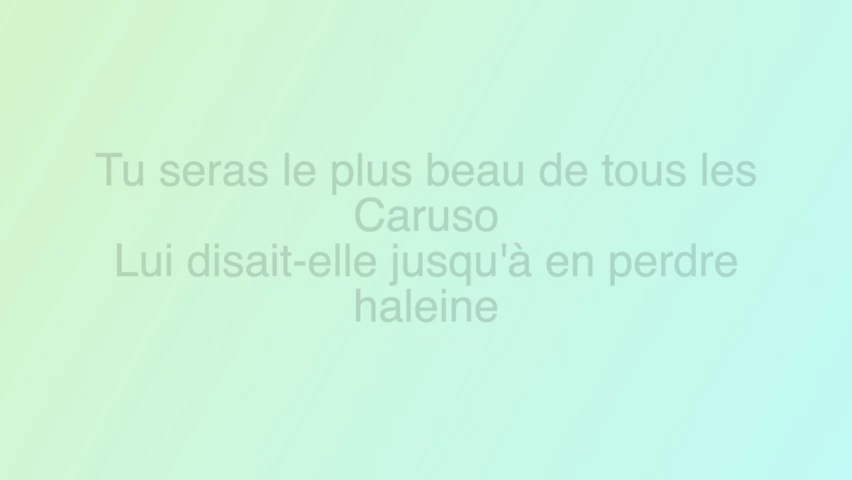 Tu seras le plus beau de tous les
Caruso
Lui disait-elle jusqu'à en perdre
haleine